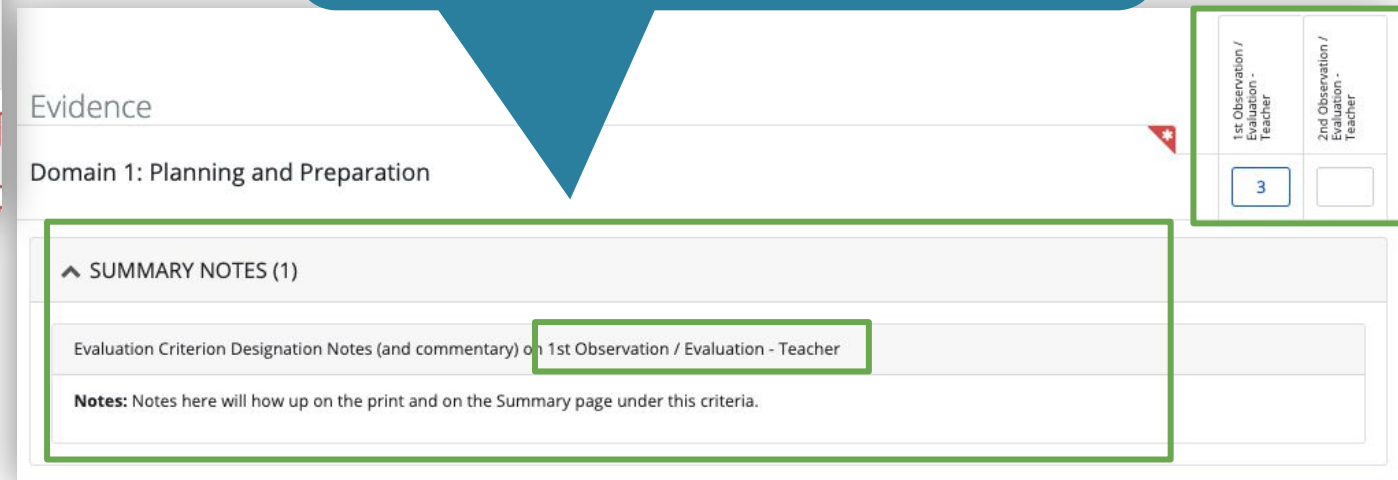 1st Observation /
Evaluation -
Teacher
2nd Observation /
Evaluation -
Teacher
Evidence
Domain 1: Planning and Preparation
3
SUMMARY NOTES (1)
Evaluation Criterion Designation Notes (and commentary) on 1st Observation / Evaluation - Teacher
Notes: Notes here will how up on the print and on the Summary page under this criteria.